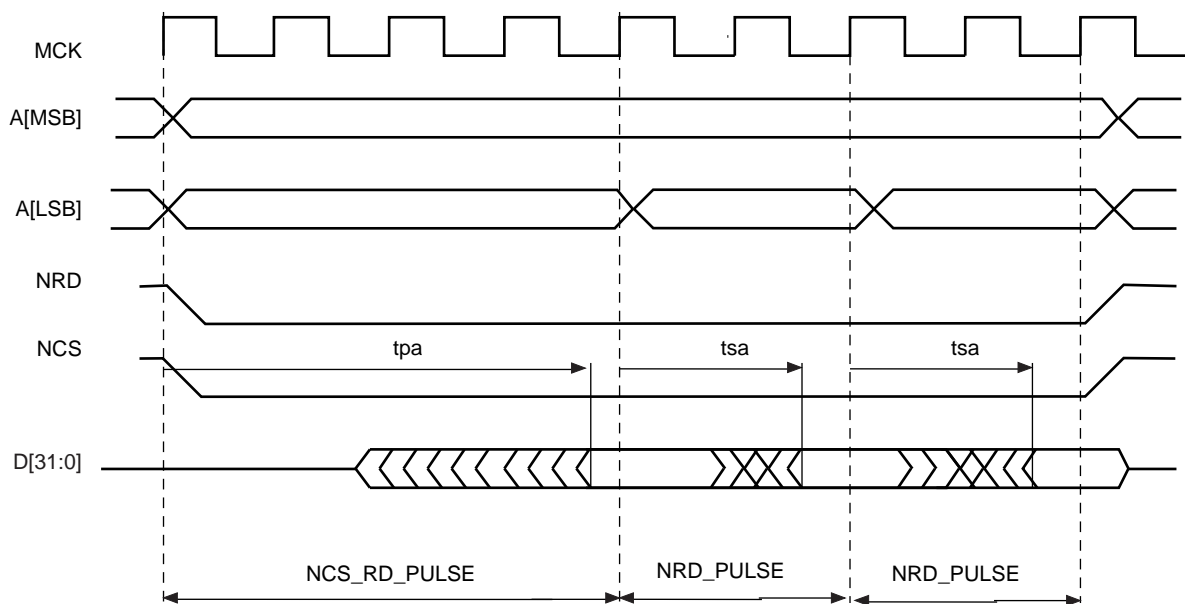 MCK
A[MSB]
A[LSB]
NRD
NCS
tpa
tsa
tsa
D[31:0]
NCS_RD_PULSE
NRD_PULSE
NRD_PULSE